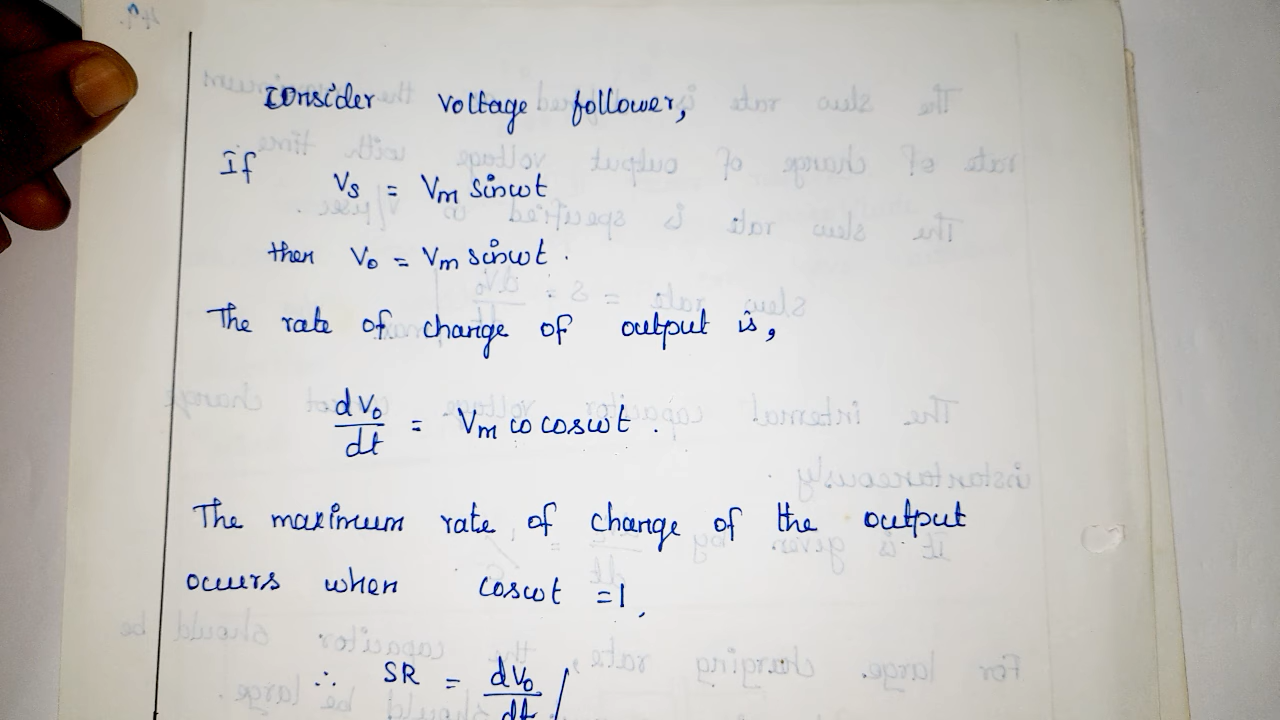 Consider voltage follower,
If Vs = Vm sinωt
then Vo = Vm sinωt.
The rate of change of output is,
dVo/dt = Vm ω cosωt.
The maximum rate of change of the output
occurs when cosωt = 1,
∴ SR = dVo/dt /